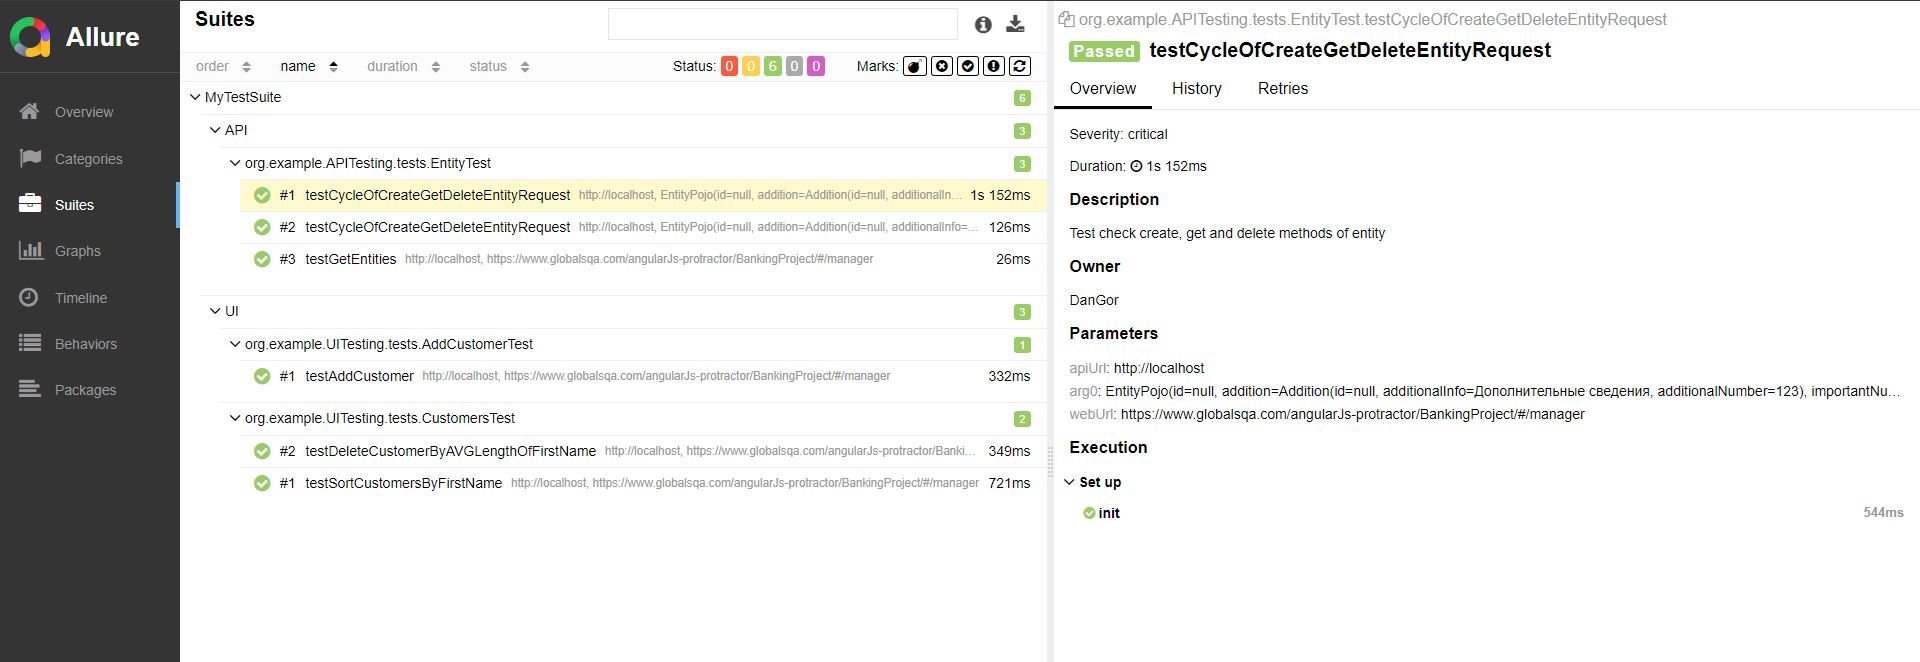 Allure
Overview
Categories
Suites
Graphs
Timeline
Behaviors
Packages
Suites
order name duration status Status: 0 0 6 0 0 Marks:
MyTestSuite 6
API 3
org.example.APITesting.tests.EntityTest 3
#1 testCycleOfCreateGetDeleteEntityRequest http://localhost, EntityPojo(id=null, addition=Addition(id=null, additionalIn... 1s 152ms
#2 testCycleOfCreateGetDeleteEntityRequest http://localhost, EntityPojo(id=null, addition=Addition(id=null, additionalInfo=... 126ms
#3 testGetEntities http://localhost, https://www.globalsqa.com/angularJs-protractor/BankingProject/#/manager 26ms
UI 3
org.example.UITesting.tests.AddCustomerTest 1
#1 testAddCustomer http://localhost, https://www.globalsqa.com/angularJs-protractor/BankingProject/#/manager 332ms
org.example.UITesting.tests.CustomersTest 2
#2 testDeleteCustomerByAVGLengthOfFirstName http://localhost, https://www.globalsqa.com/angularJs-protractor/Banki... 349ms
#1 testSortCustomersByFirstName http://localhost, https://www.globalsqa.com/angularJs-protractor/BankingProject/#/manager 721ms
org.example.APITesting.tests.EntityTest.testCycleOfCreateGetDeleteEntityRequest
Passed testCycleOfCreateGetDeleteEntityRequest
Overview History Retries
Severity: critical
Duration: 1s 152ms
Description
Test check create, get and delete methods of entity
Owner
DanGor
Parameters
apiUrl: http://localhost
arg0: EntityPojo(id=null, addition=Addition(id=null, additionalInfo=Дополнительные сведения, additionalNumber=123), importantNu...
webUrl: https://www.globalsqa.com/angularJs-protractor/BankingProject/#/manager
Execution
Set up
init 544ms